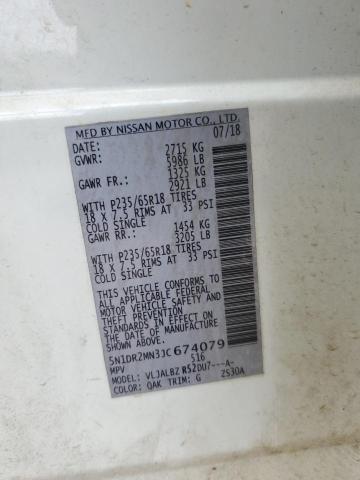 MFD BY NISSAN MOTOR CO., LTD.
DATE: 07/18
GVWR: 2715 KG
5986 LB
GAWR FR.: 1325 KG
2921 LB
WITH P235/65R18 TIRES
18 X 7.5 RIMS AT 33 PSI
COLD SINGLE
GAWR RR.: 1454 KG
3205 LB
WITH P235/65R18 TIRES
18 X 7.5 RIMS AT 33 PSI
COLD SINGLE
THIS VEHICLE CONFORMS TO
ALL APPLICABLE FEDERAL
MOTOR VEHICLE SAFETY AND
THEFT PREVENTION
STANDARDS IN EFFECT ON
THE DATE OF MANUFACTURE SHOWN
ABOVE.
5N1DR2MN3JC674079
MPV 516
MODEL: VLJALBZ R52DU7---A-
COLOR: QAK TRIM: G 2S30A